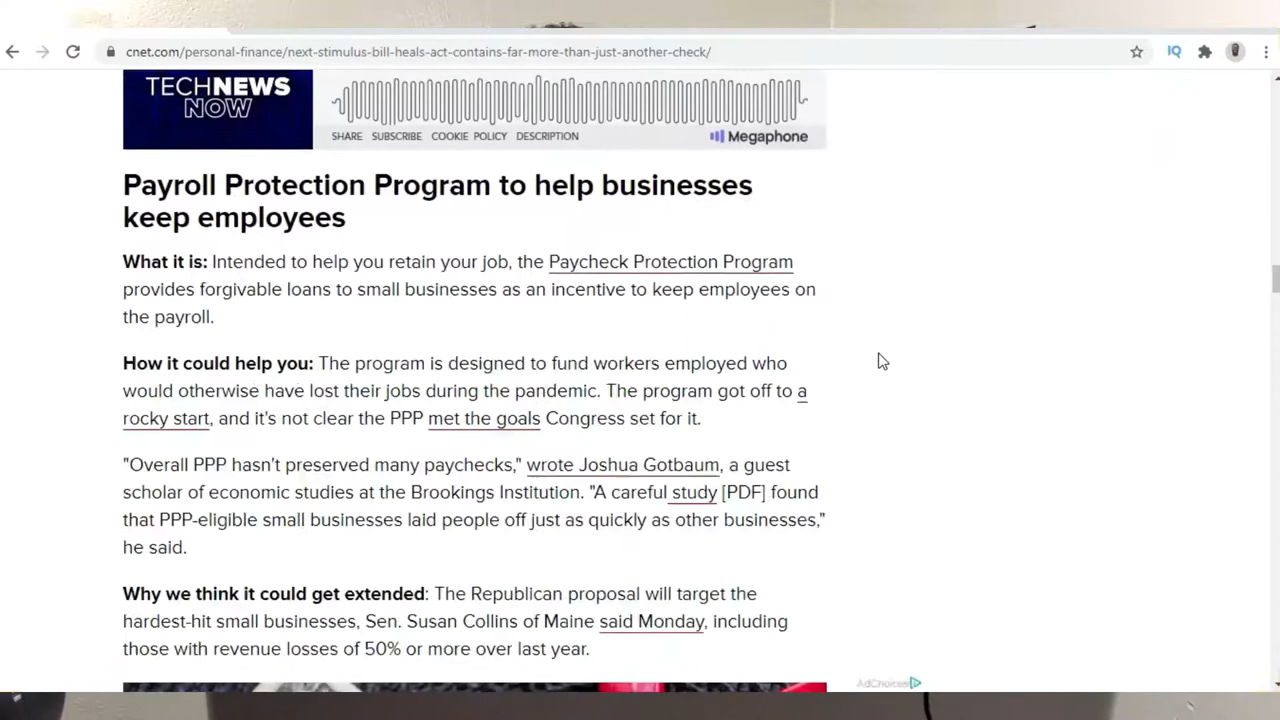 cnet.com/personal-finance/next-stimulus-bill-heals-act-contains-far-more-than-just-another-check/
IQ
TECHNEWS
NOW
SHARE SUBSCRIBE COOKIE POLICY DESCRIPTION
Megaphone
Payroll Protection Program to help businesses
keep employees
What it is: Intended to help you retain your job, the Paycheck Protection Program
provides forgivable loans to small businesses as an incentive to keep employees on
the payroll.
How it could help you: The program is designed to fund workers employed who
would otherwise have lost their jobs during the pandemic. The program got off to a
rocky start, and it's not clear the PPP met the goals Congress set for it.
"Overall PPP hasn't preserved many paychecks," wrote Joshua Gotbaum, a guest
scholar of economic studies at the Brookings Institution. "A careful study [PDF] found
that PPP-eligible small businesses laid people off just as quickly as other businesses,"
he said.
Why we think it could get extended: The Republican proposal will target the
hardest-hit small businesses, Sen. Susan Collins of Maine said Monday, including
those with revenue losses of 50% or more over last year.
AdChoices